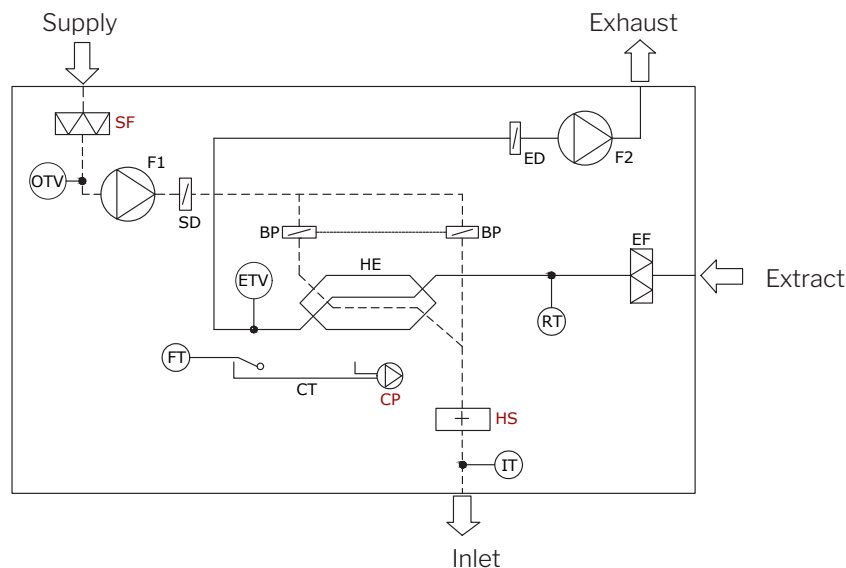 Supply
Exhaust
SF
F1
ED
F2
OTV
SD
BP
BP
EF
HE
ETV
Extract
RT
FT
CT
CP
HS
IT
Inlet